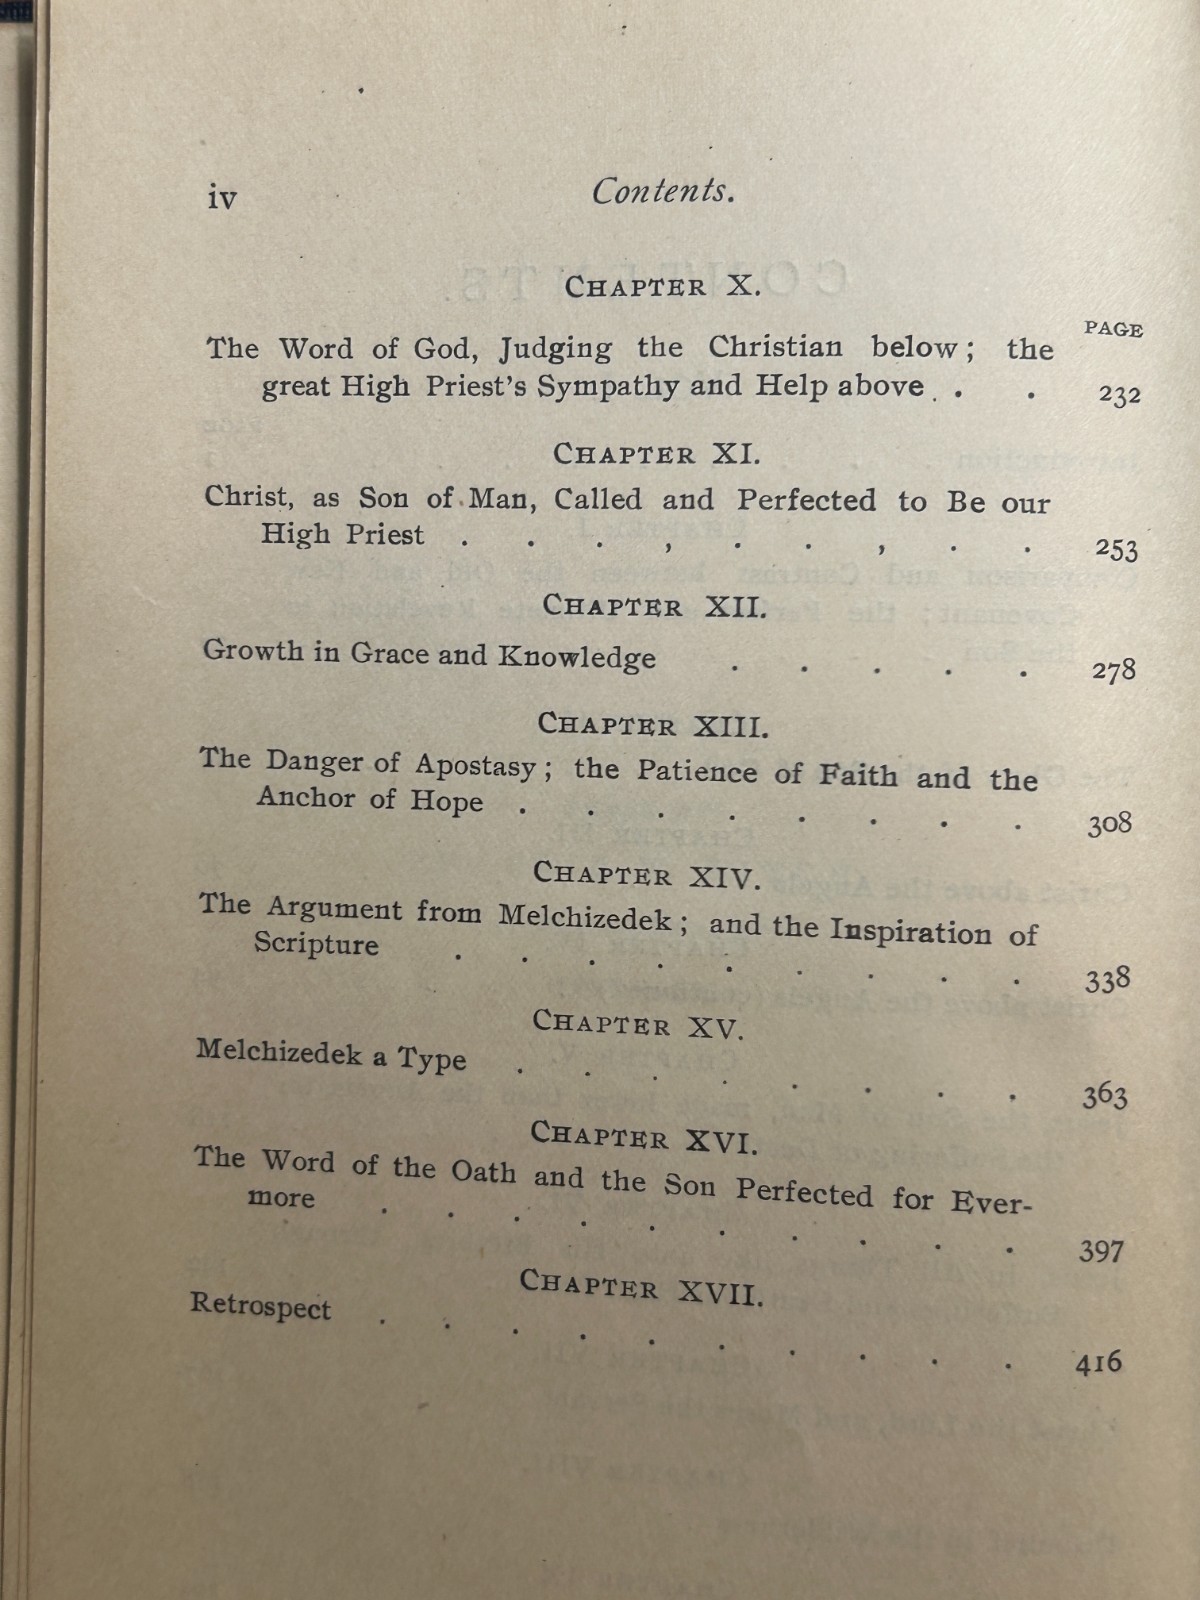 iv Contents.
CHAPTER X.
PAGE
The Word of God, Judging the Christian below; the
great High Priest's Sympathy and Help above . . . 232
CHAPTER XI.
Christ, as Son of Man, Called and Perfected to Be our
High Priest . . . , . . , . . 253
CHAPTER XII.
Growth in Grace and Knowledge . . . . . 278
CHAPTER XIII.
The Danger of Apostasy; the Patience of Faith and the
Anchor of Hope . . . . . . . . 308
CHAPTER XIV.
The Argument from Melchizedek; and the Inspiration of
Scripture . . . . . . . . . 338
CHAPTER XV.
Melchizedek a Type . . . . . . . . 363
CHAPTER XVI.
The Word of the Oath and the Son Perfected for Ever-
more . . . . . . . . . . 397
CHAPTER XVII.
Retrospect . . . . . . . . . . 416